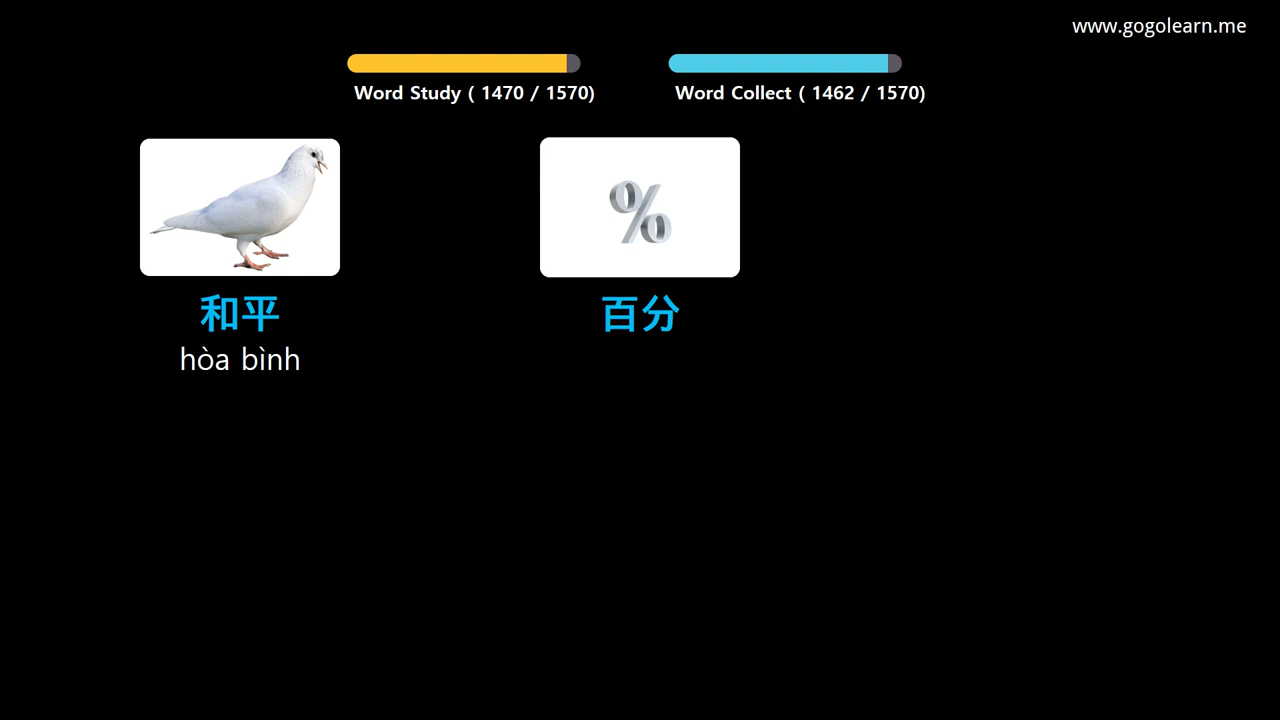 www.gogolearn.me
Word Study ( 1470 / 1570)
Word Collect ( 1462 / 1570)
%
和平
百分
hòa bình